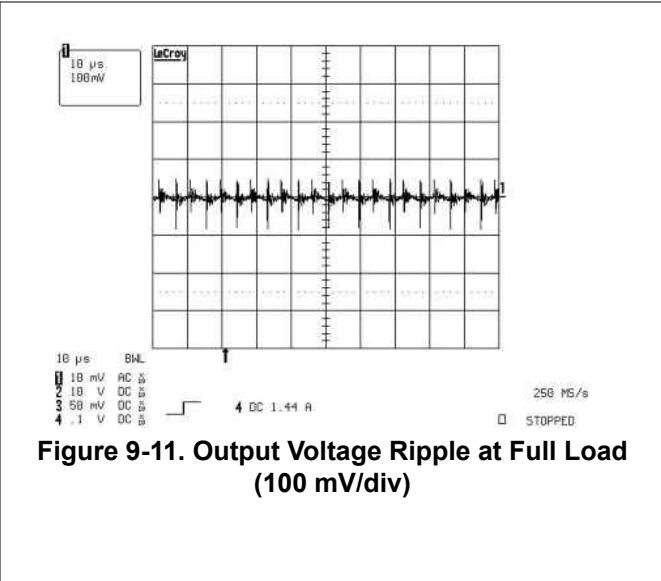 1
10 µs
100mV
LeCroy
1
10 µs BWL
1 10 mV AC
2 10 V DC
3 50 mV DC
4 .1 V DC
4 DC 1.44 A
250 MS/s
STOPPED
Figure 9-11. Output Voltage Ripple at Full Load
(100 mV/div)